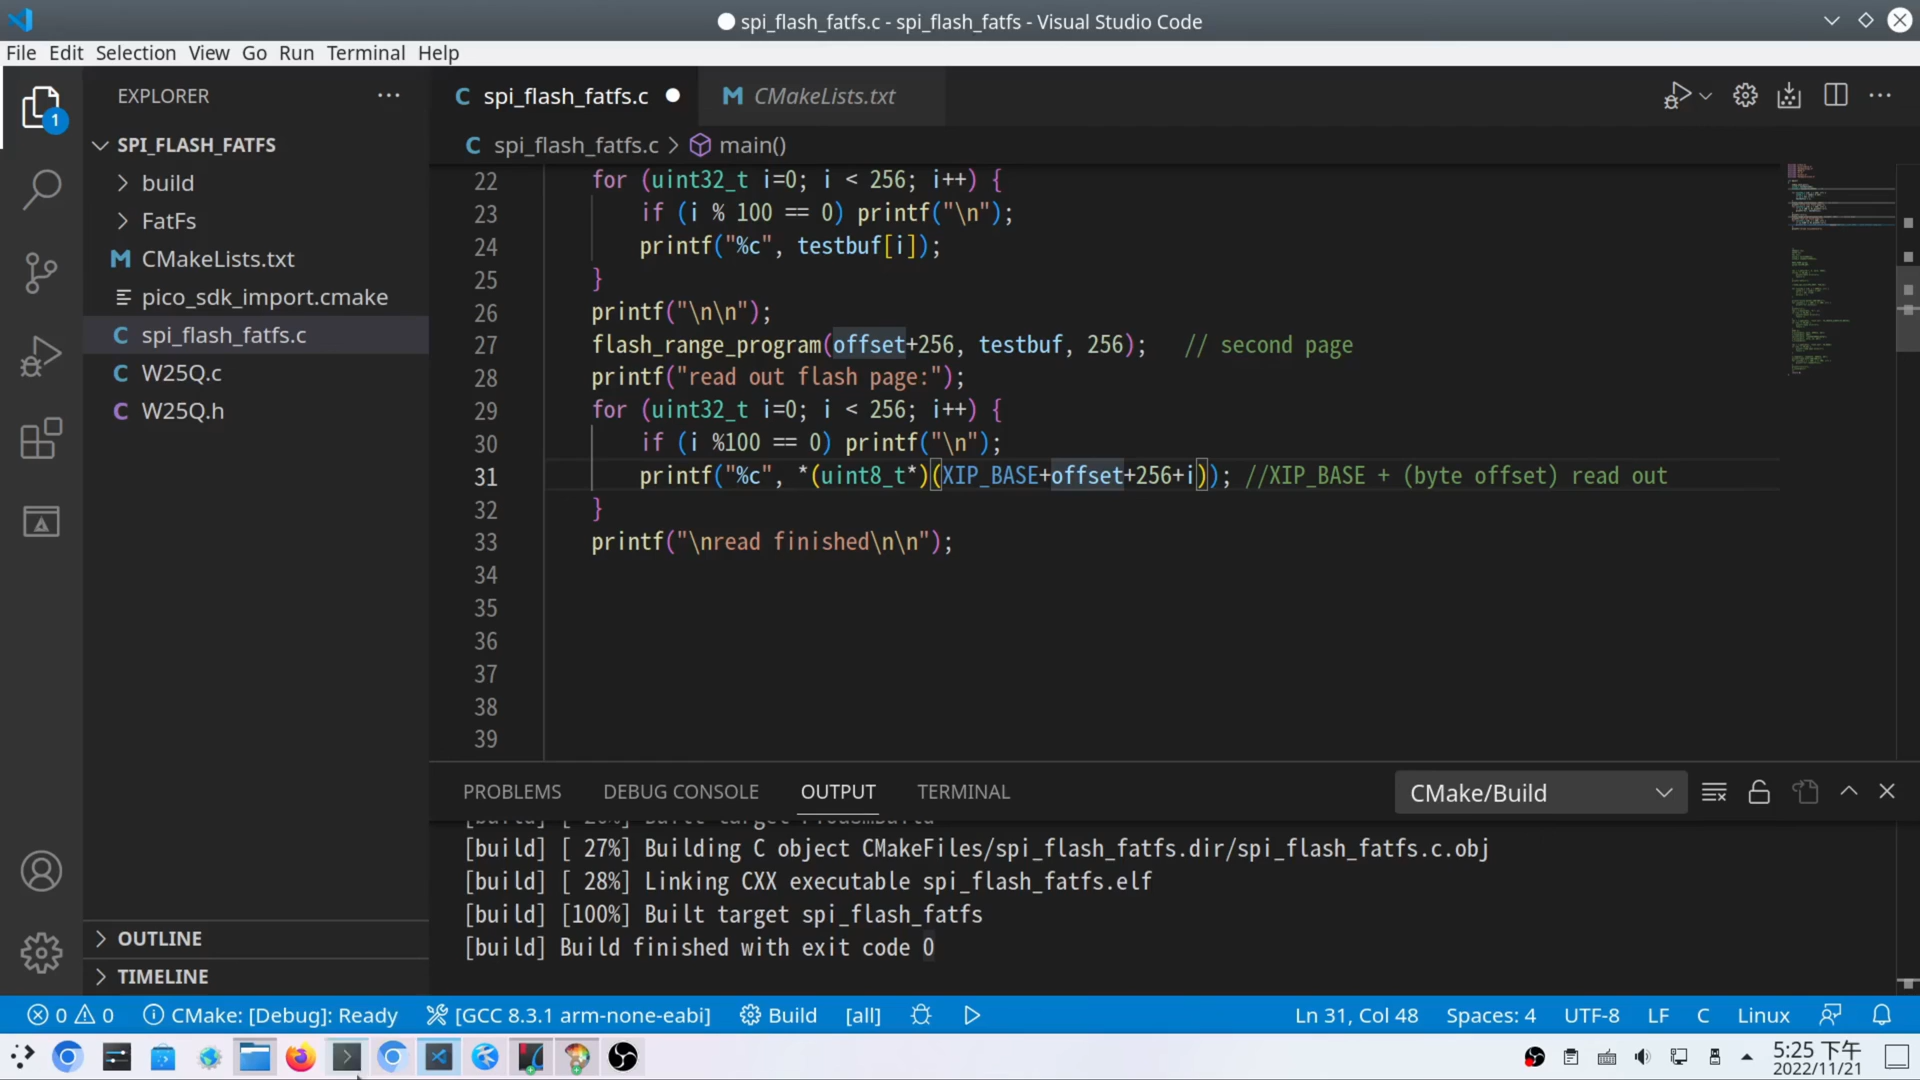 spi_flash_fatfs.c - spi_flash_fatfs - Visual Studio Code
File Edit Selection View Go Run Terminal Help
1
EXPLORER
SPI_FLASH_FATFS
build
FatFs
M CMakeLists.txt
pico_sdk_import.cmake
C spi_flash_fatfs.c
C W25Q.c
C W25Q.h
OUTLINE
TIMELINE
C spi_flash_fatfs.c
M CMakeLists.txt
C spi_flash_fatfs.c > main()
22 for (uint32_t i=0; i < 256; i++) {
23 if (i % 100 == 0) printf("\n");
24 printf("%c", testbuf[i]);
25 }
26 printf("\n\n");
27 flash_range_program(offset+256, testbuf, 256); // second page
28 printf("read out flash page:");
29 for (uint32_t i=0; i < 256; i++) {
30 if (i %100 == 0) printf("\n");
31 printf("%c", *(uint8_t*)(XIP_BASE+offset+256+i)); //XIP_BASE + (byte offset) read out
32 }
33 printf("\nread finished\n\n");
34
35
36
37
38
39
PROBLEMS DEBUG CONSOLE OUTPUT TERMINAL CMake/Build
[build] [ 27%] Building C object CMakeFiles/spi_flash_fatfs.dir/spi_flash_fatfs.c.obj
[build] [ 28%] Linking CXX executable spi_flash_fatfs.elf
[build] [100%] Built target spi_flash_fatfs
[build] Build finished with exit code 0
0 0 CMake: [Debug]: Ready [GCC 8.3.1 arm-none-eabi] Build [all] Ln 31, Col 48 Spaces: 4 UTF-8 LF C Linux
5:25 下午
2022/11/21